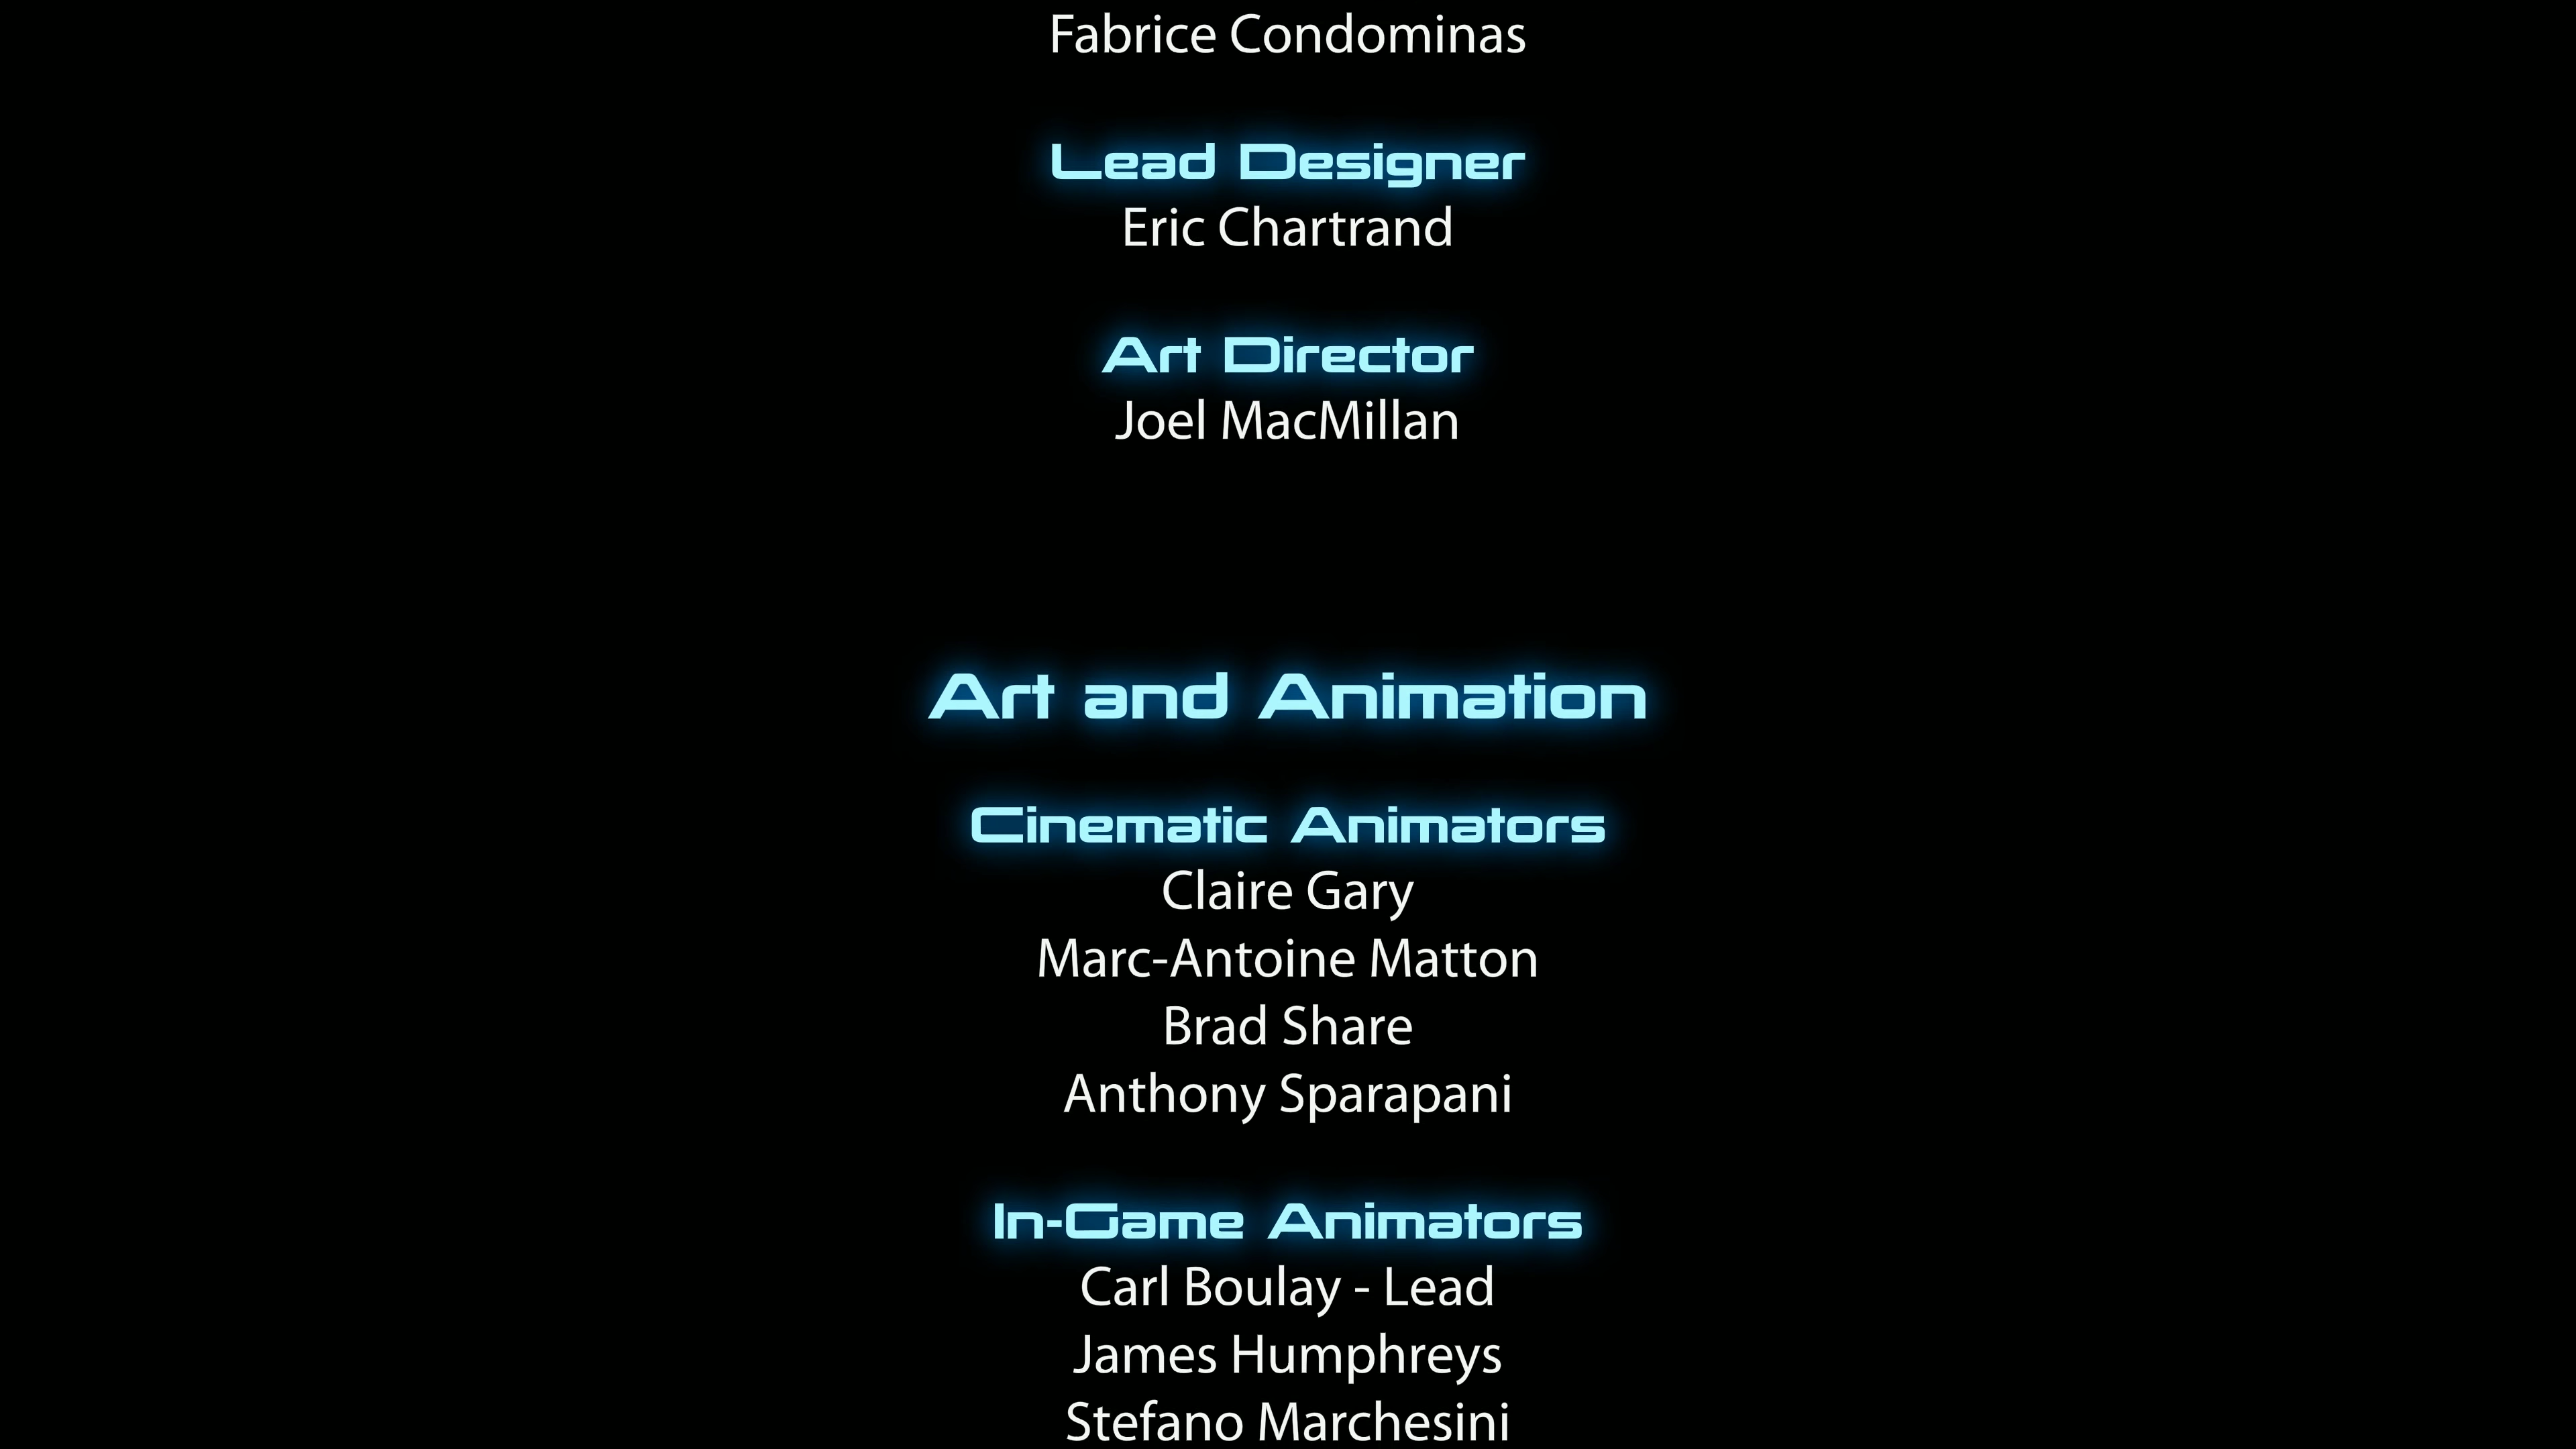 Fabrice Condominas
Lead Designer
Eric Chartrand
Art Director
Joel MacMillan
Art and Animation
Cinematic Animators
Claire Gary
Marc-Antoine Matton
Brad Share
Anthony Sparapani
In-Game Animators
Carl Boulay - Lead
James Humphreys
Stefano Marchesini